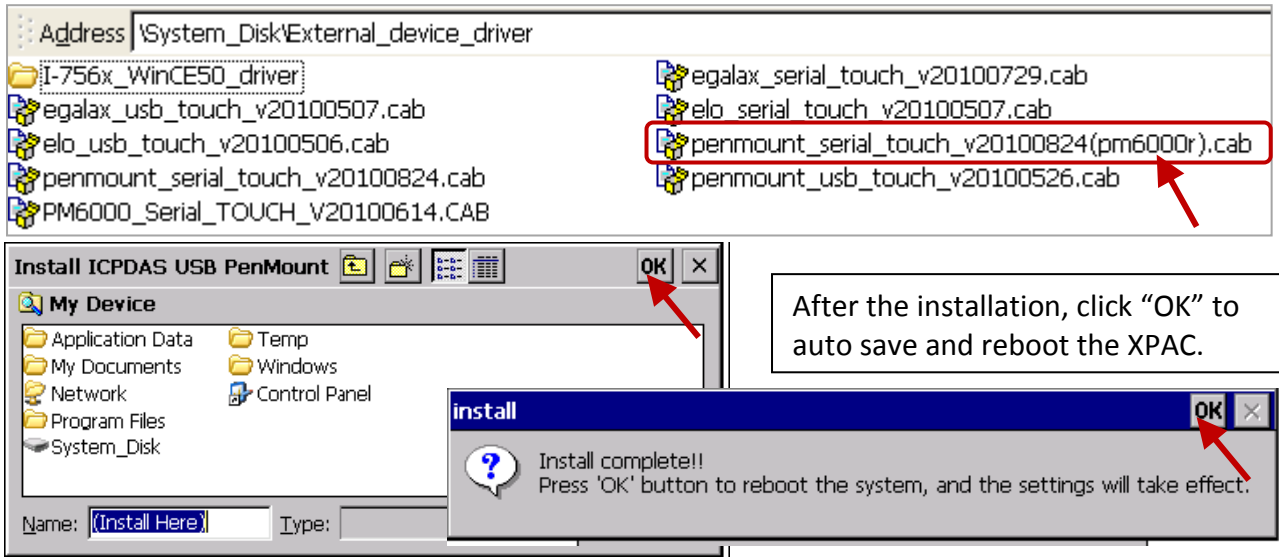 Address \System_Disk\External_device_driver
I-756x_WinCE50_driver
egalax_usb_touch_v20100507.cab
elo_usb_touch_v20100506.cab
penmount_serial_touch_v20100824.cab
PM6000_Serial_TOUCH_V20100614.CAB
egalax_serial_touch_v20100729.cab
elo_serial_touch_v20100507.cab
penmount_serial_touch_v20100824(pm6000r).cab
penmount_usb_touch_v20100526.cab
Install ICPDAS USB PenMount OK ×
My Device
Application Data
My Documents
Network
Program Files
System_Disk
Temp
Windows
Control Panel
Name: (Install Here) Type:
After the installation, click “OK” to
auto save and reboot the XPAC.
install OK ×
Install complete!!
Press 'OK' button to reboot the system, and the settings will take effect.